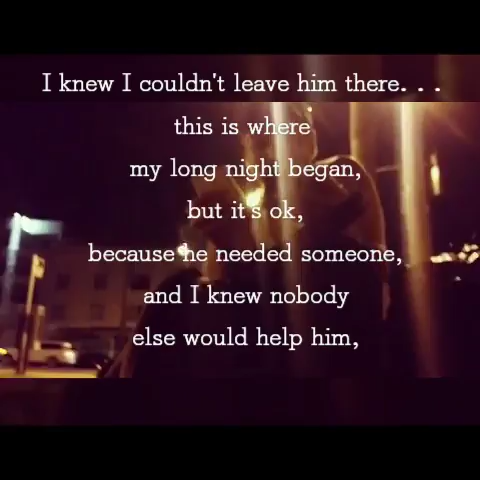 I knew I couldn't leave him there. . .
this is where
my long night began,
but it's ok,
because he needed someone,
and I knew nobody
else would help him,